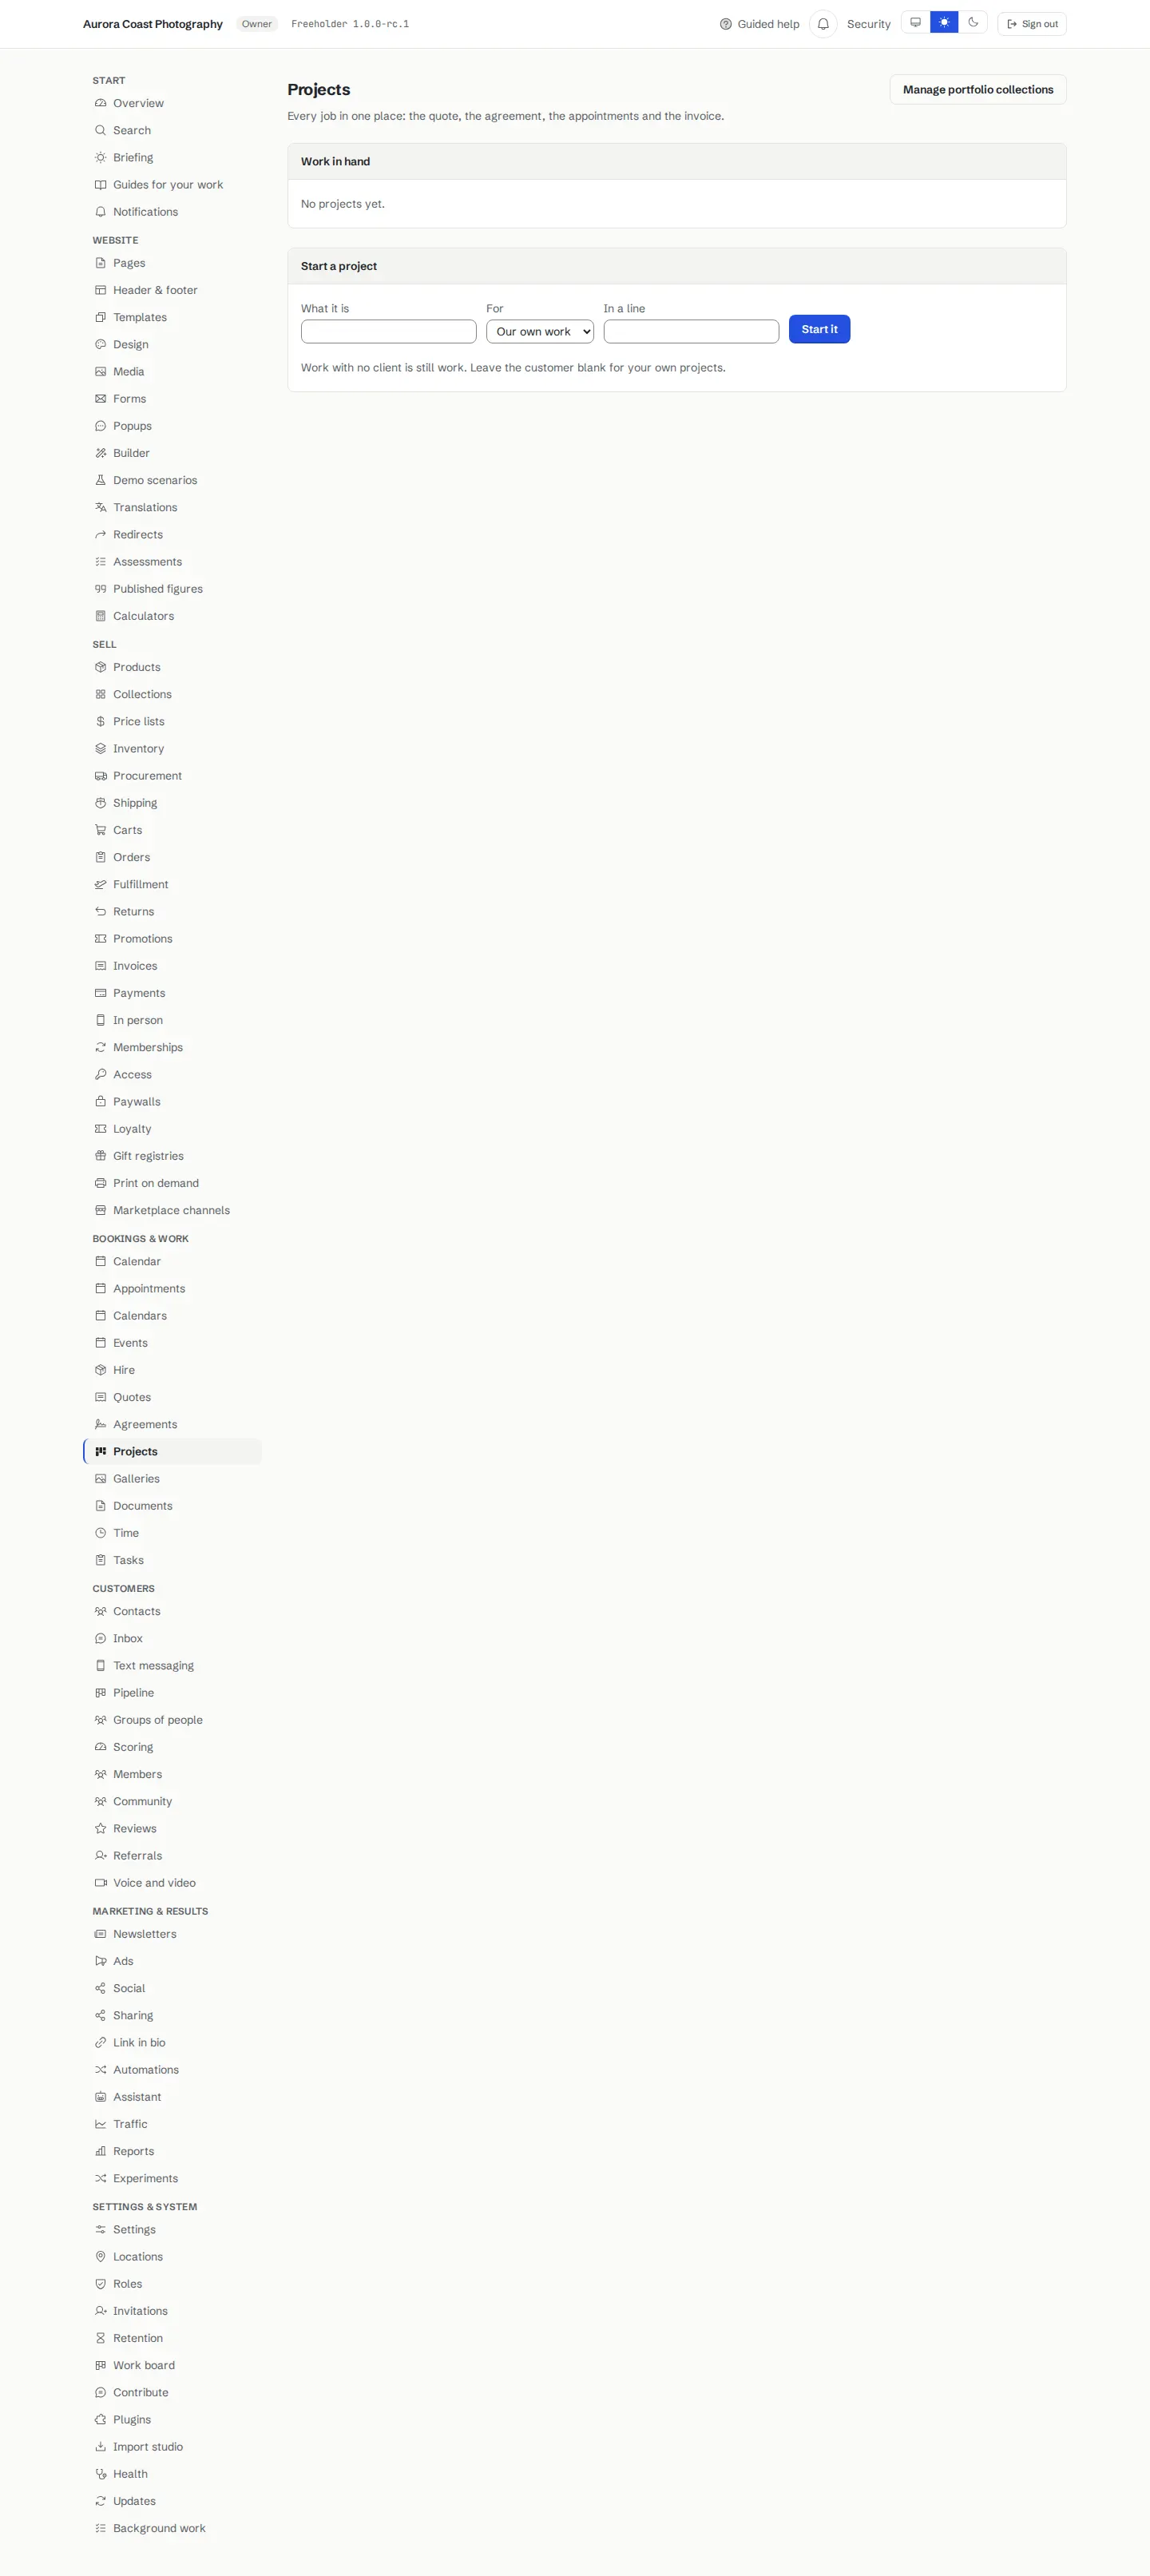 Aurora Coast Photography
Owner
Freeholder 1.0.0-rc.1
Guided help
Security
Sign out
START
Overview
Search
Briefing
Guides for your work
Notifications
WEBSITE
Pages
Header & footer
Templates
Design
Media
Forms
Popups
Builder
Demo scenarios
Translations
Redirects
Assessments
Published figures
Calculators
SELL
Products
Collections
Price lists
Inventory
Procurement
Shipping
Carts
Orders
Fulfillment
Returns
Promotions
Invoices
Payments
In person
Memberships
Access
Paywalls
Loyalty
Gift registries
Print on demand
Marketplace channels
BOOKINGS & WORK
Calendar
Appointments
Calendars
Events
Hire
Quotes
Agreements
Projects
Galleries
Documents
Time
Tasks
CUSTOMERS
Contacts
Inbox
Text messaging
Pipeline
Groups of people
Scoring
Members
Community
Reviews
Referrals
Voice and video
MARKETING & RESULTS
Newsletters
Ads
Social
Sharing
Link in bio
Automations
Assistant
Traffic
Reports
Experiments
SETTINGS & SYSTEM
Settings
Locations
Roles
Invitations
Retention
Work board
Contribute
Plugins
Import studio
Health
Updates
Background work
Projects
Manage portfolio collections
Every job in one place: the quote, the agreement, the appointments and the invoice.
Work in hand
No projects yet.
Start a project
What it is
For
In a line
Our own work
Start it
Work with no client is still work. Leave the customer blank for your own projects.